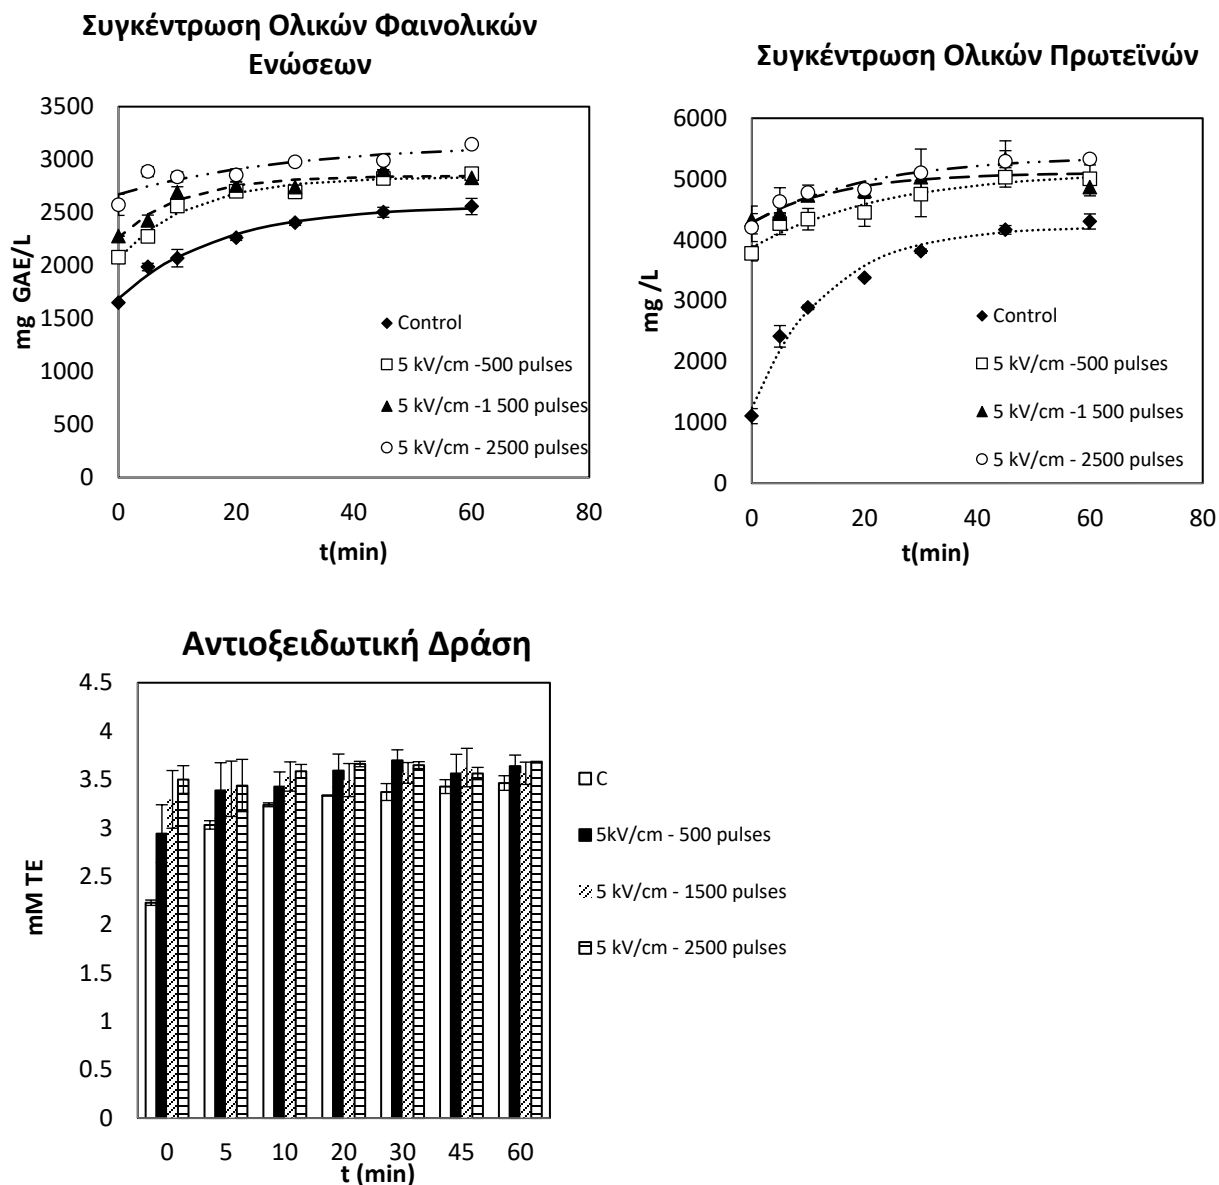 Συγκέντρωση Ολικών Φαινολικών
Ενώσεων
3500
3000
2500
2000
1500
1000
500
0
mg GAE/L
Control
5 kV/cm -500 pulses
5 kV/cm -1 500 pulses
5 kV/cm - 2500 pulses
0 20 40 60 80
t(min)
Συγκέντρωση Ολικών Πρωτεϊνών
6000
5000
4000
3000
2000
1000
0
mg /L
Control
5 kV/cm -500 pulses
5 kV/cm -1 500 pulses
5 kV/cm - 2500 pulses
0 20 40 60 80
t(min)
Αντιοξειδωτική Δράση
4.5
4
3.5
3
2.5
2
1.5
1
0.5
0
mM TE
C
5kV/cm - 500 pulses
5 kV/cm - 1500 pulses
5 kV/cm - 2500 pulses
0 5 10 20 30 45 60
t (min)